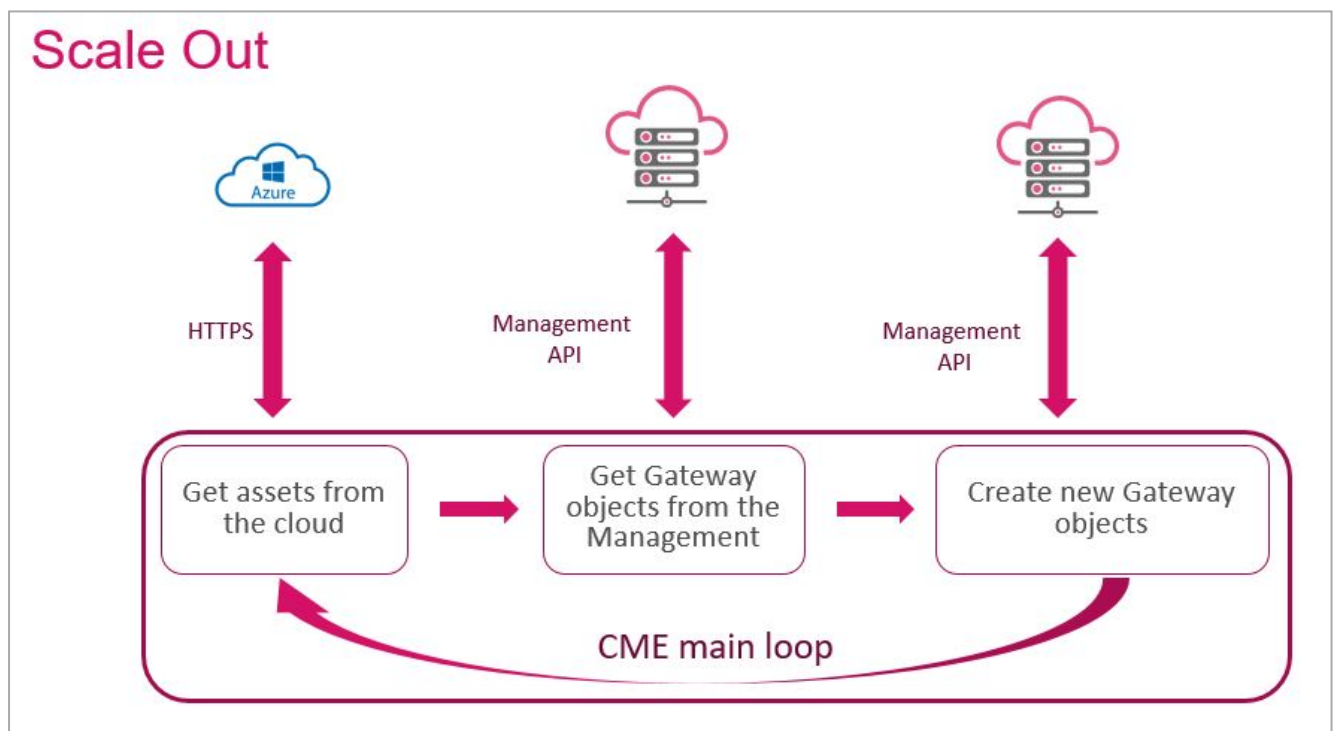 Scale Out
Azure
HTTPS
Management
API
Management
API
Get assets from
the cloud
Get Gateway
objects from the
Management
Create new Gateway
objects
CME main loop